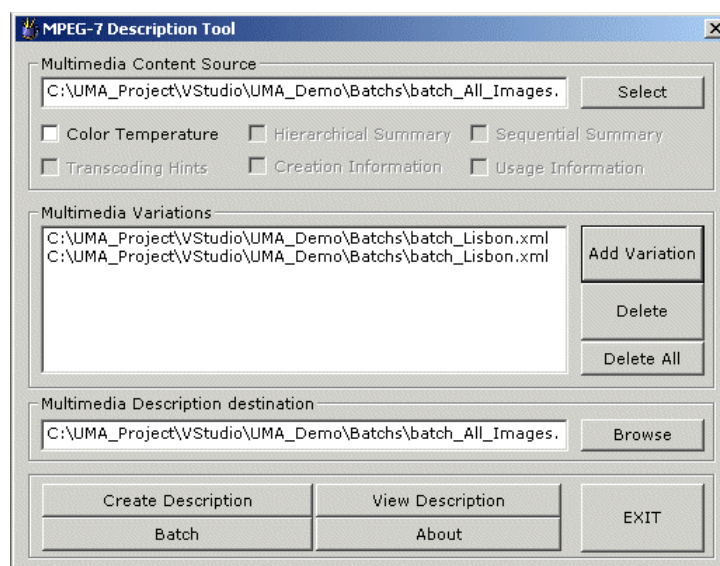 MPEG-7 Description Tool
Multimedia Content Source
C:\UMA_Project\VStudio\UMA_Demo\Batchs\batch_All_Images.
Select
Color Temperature
Hierarchical Summary
Sequential Summary
Transcoding Hints
Creation Information
Usage Information
Multimedia Variations
C:\UMA_Project\VStudio\UMA_Demo\Batchs\batch_Lisbon.xml
C:\UMA_Project\VStudio\UMA_Demo\Batchs\batch_Lisbon.xml
Add Variation
Delete
Delete All
Multimedia Description destination
C:\UMA_Project\VStudio\UMA_Demo\Batchs\batch_All_Images.
Browse
Create Description
View Description
Batch
About
EXIT